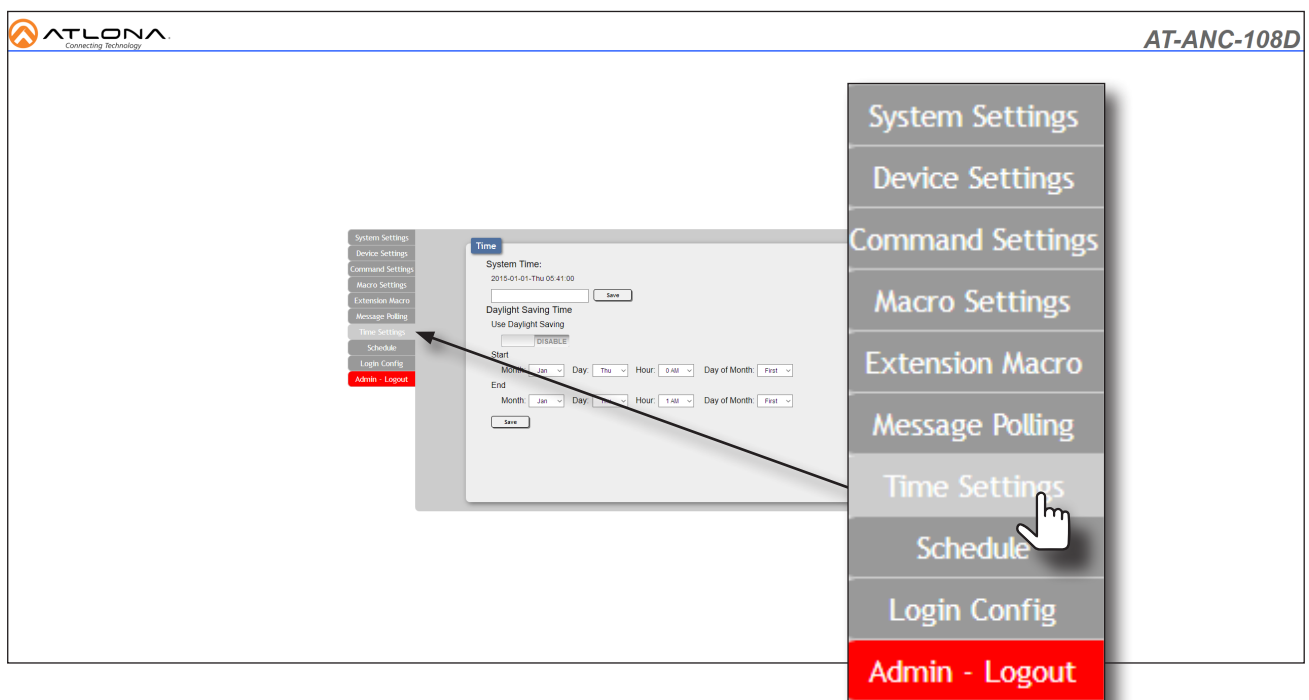 ATLONA.
Connecting Technology
AT-ANC-108D
System Settings
Device Settings
Command Settings
Macro Settings
Extension Macro
Message Polling
Time Settings
Schedule
Login Config
Admin - Logout
Time
System Time:
2015-01-01-Thu 05:41:00
Save
Daylight Saving Time
Use Daylight Saving
DISABLE
Start
Month: Jan Day: Thu Hour: 0 AM Day of Month: First
End
Month: Jan Day: Hour: 1 AM Day of Month: First
Save
System Settings
Device Settings
Command Settings
Macro Settings
Extension Macro
Message Polling
Time Settings
Schedule
Login Config
Admin - Logout